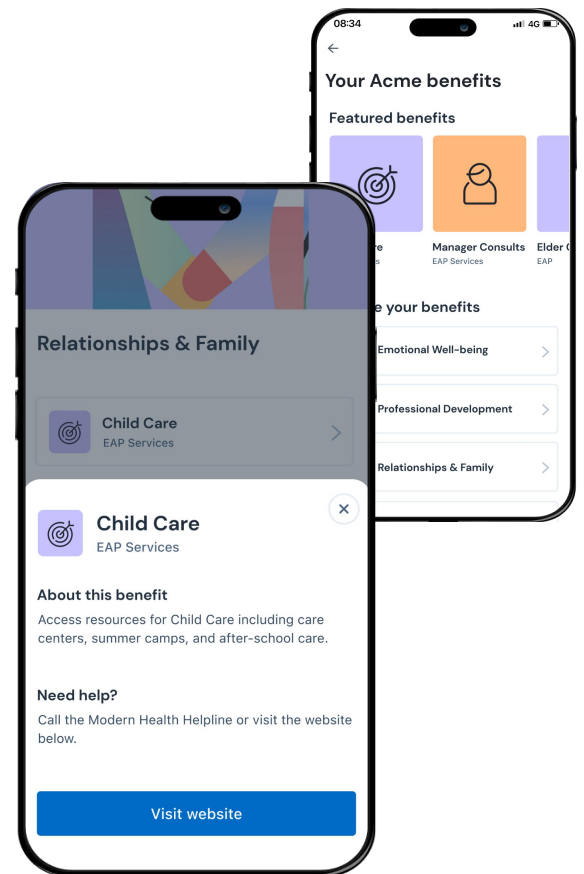 08:34
4G
Your Acme benefits
Featured benefits
Manager Consults
EAP Services
Elder
EAP
your benefits
Emotional Well-being
Professional Development
Relationships & Family
Relationships & Family
Child Care
EAP Services
Child Care
EAP Services
About this benefit
Access resources for Child Care including care
centers, summer camps, and after-school care.
Need help?
Call the Modern Health Helpline or visit the website
below.
Visit website